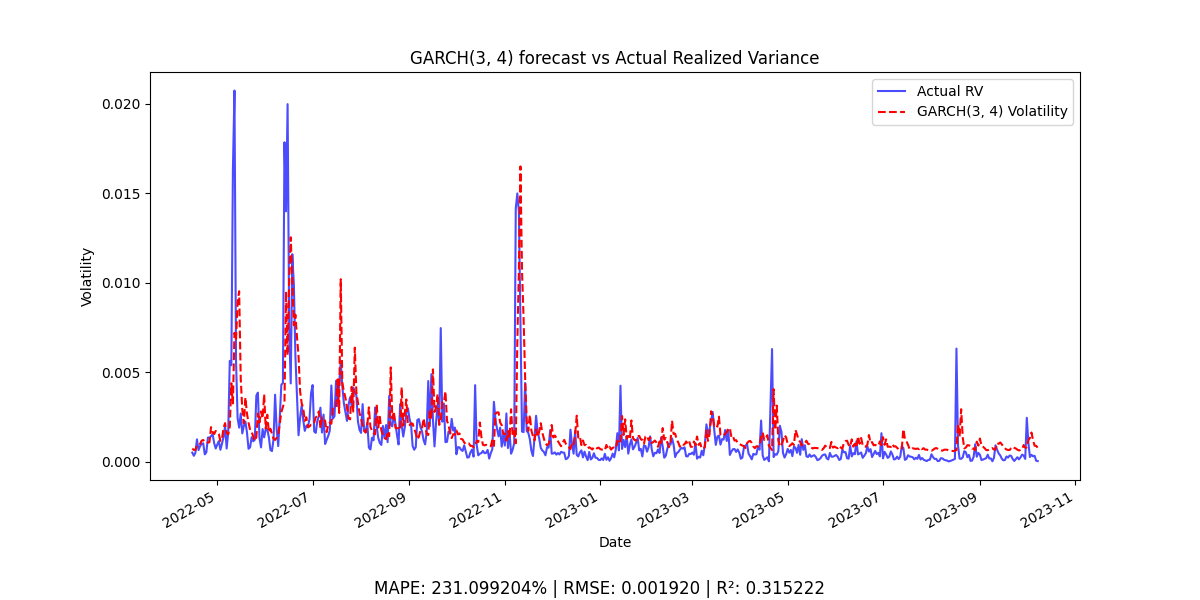 GARCH(3, 4) forecast vs Actual Realized Variance
Actual RV
GARCH(3, 4) Volatility
0.020
0.015
0.010
0.005
0.000
Volatility
2022-05
2022-07
2022-09
2022-11
2023-01
2023-03
2023-05
2023-07
2023-09
2023-11
Date
MAPE: 231.099204% | RMSE: 0.001920 | R²: 0.315222